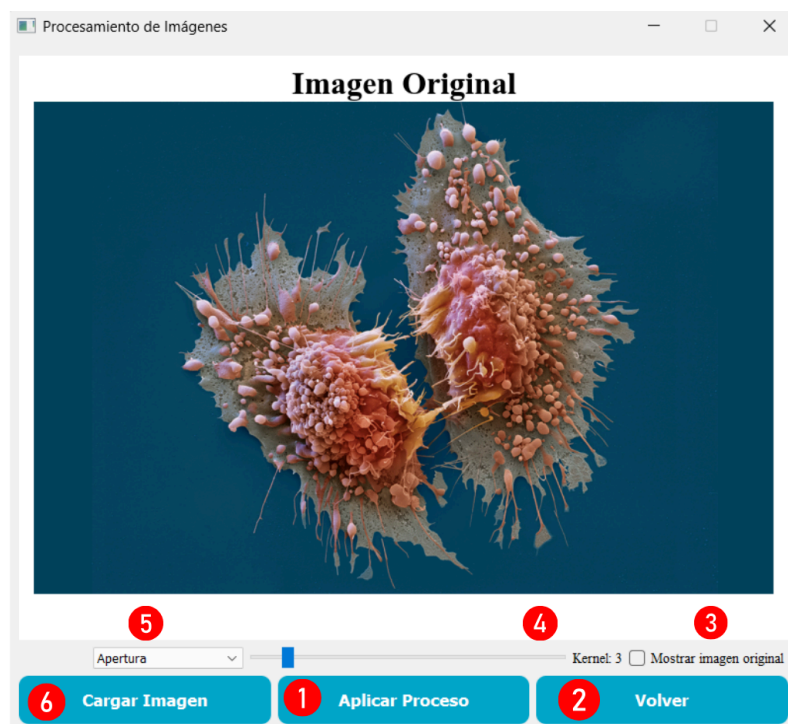 Procesamiento de Imágenes
Imagen Original
5 4 3
Apertura Kernel: 3 Mostrar imagen original
6 Cargar Imagen 1 Aplicar Proceso 2 Volver